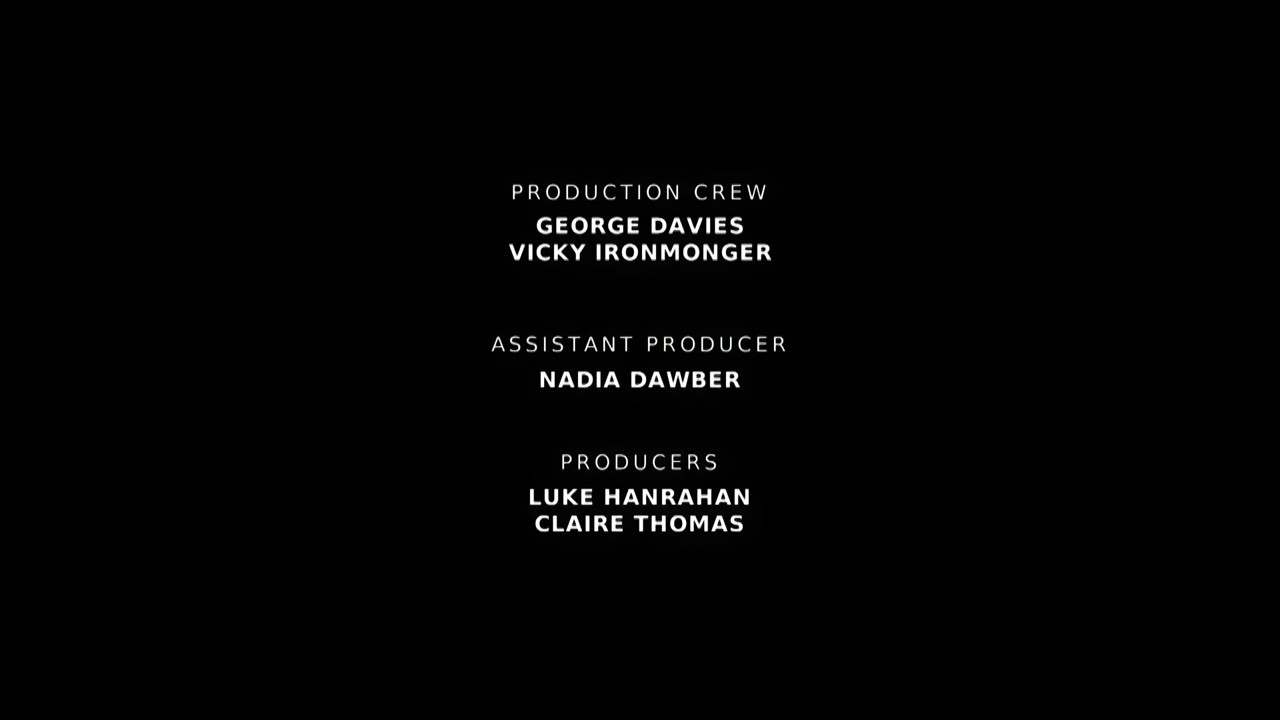 PRODUCTION CREW
GEORGE DAVIES
VICKY IRONMONGER
ASSISTANT PRODUCER
NADIA DAWBER
PRODUCERS
LUKE HANRAHAN
CLAIRE THOMAS